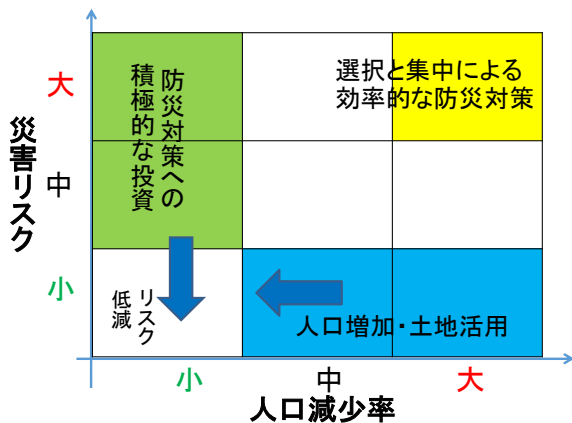 災害リスク
大
中
小
防災対策への
積極的な投資
選択と集中による
効率的な防災対策
リスク
低減
人口増加・土地活用
小
中
大
人口減少率